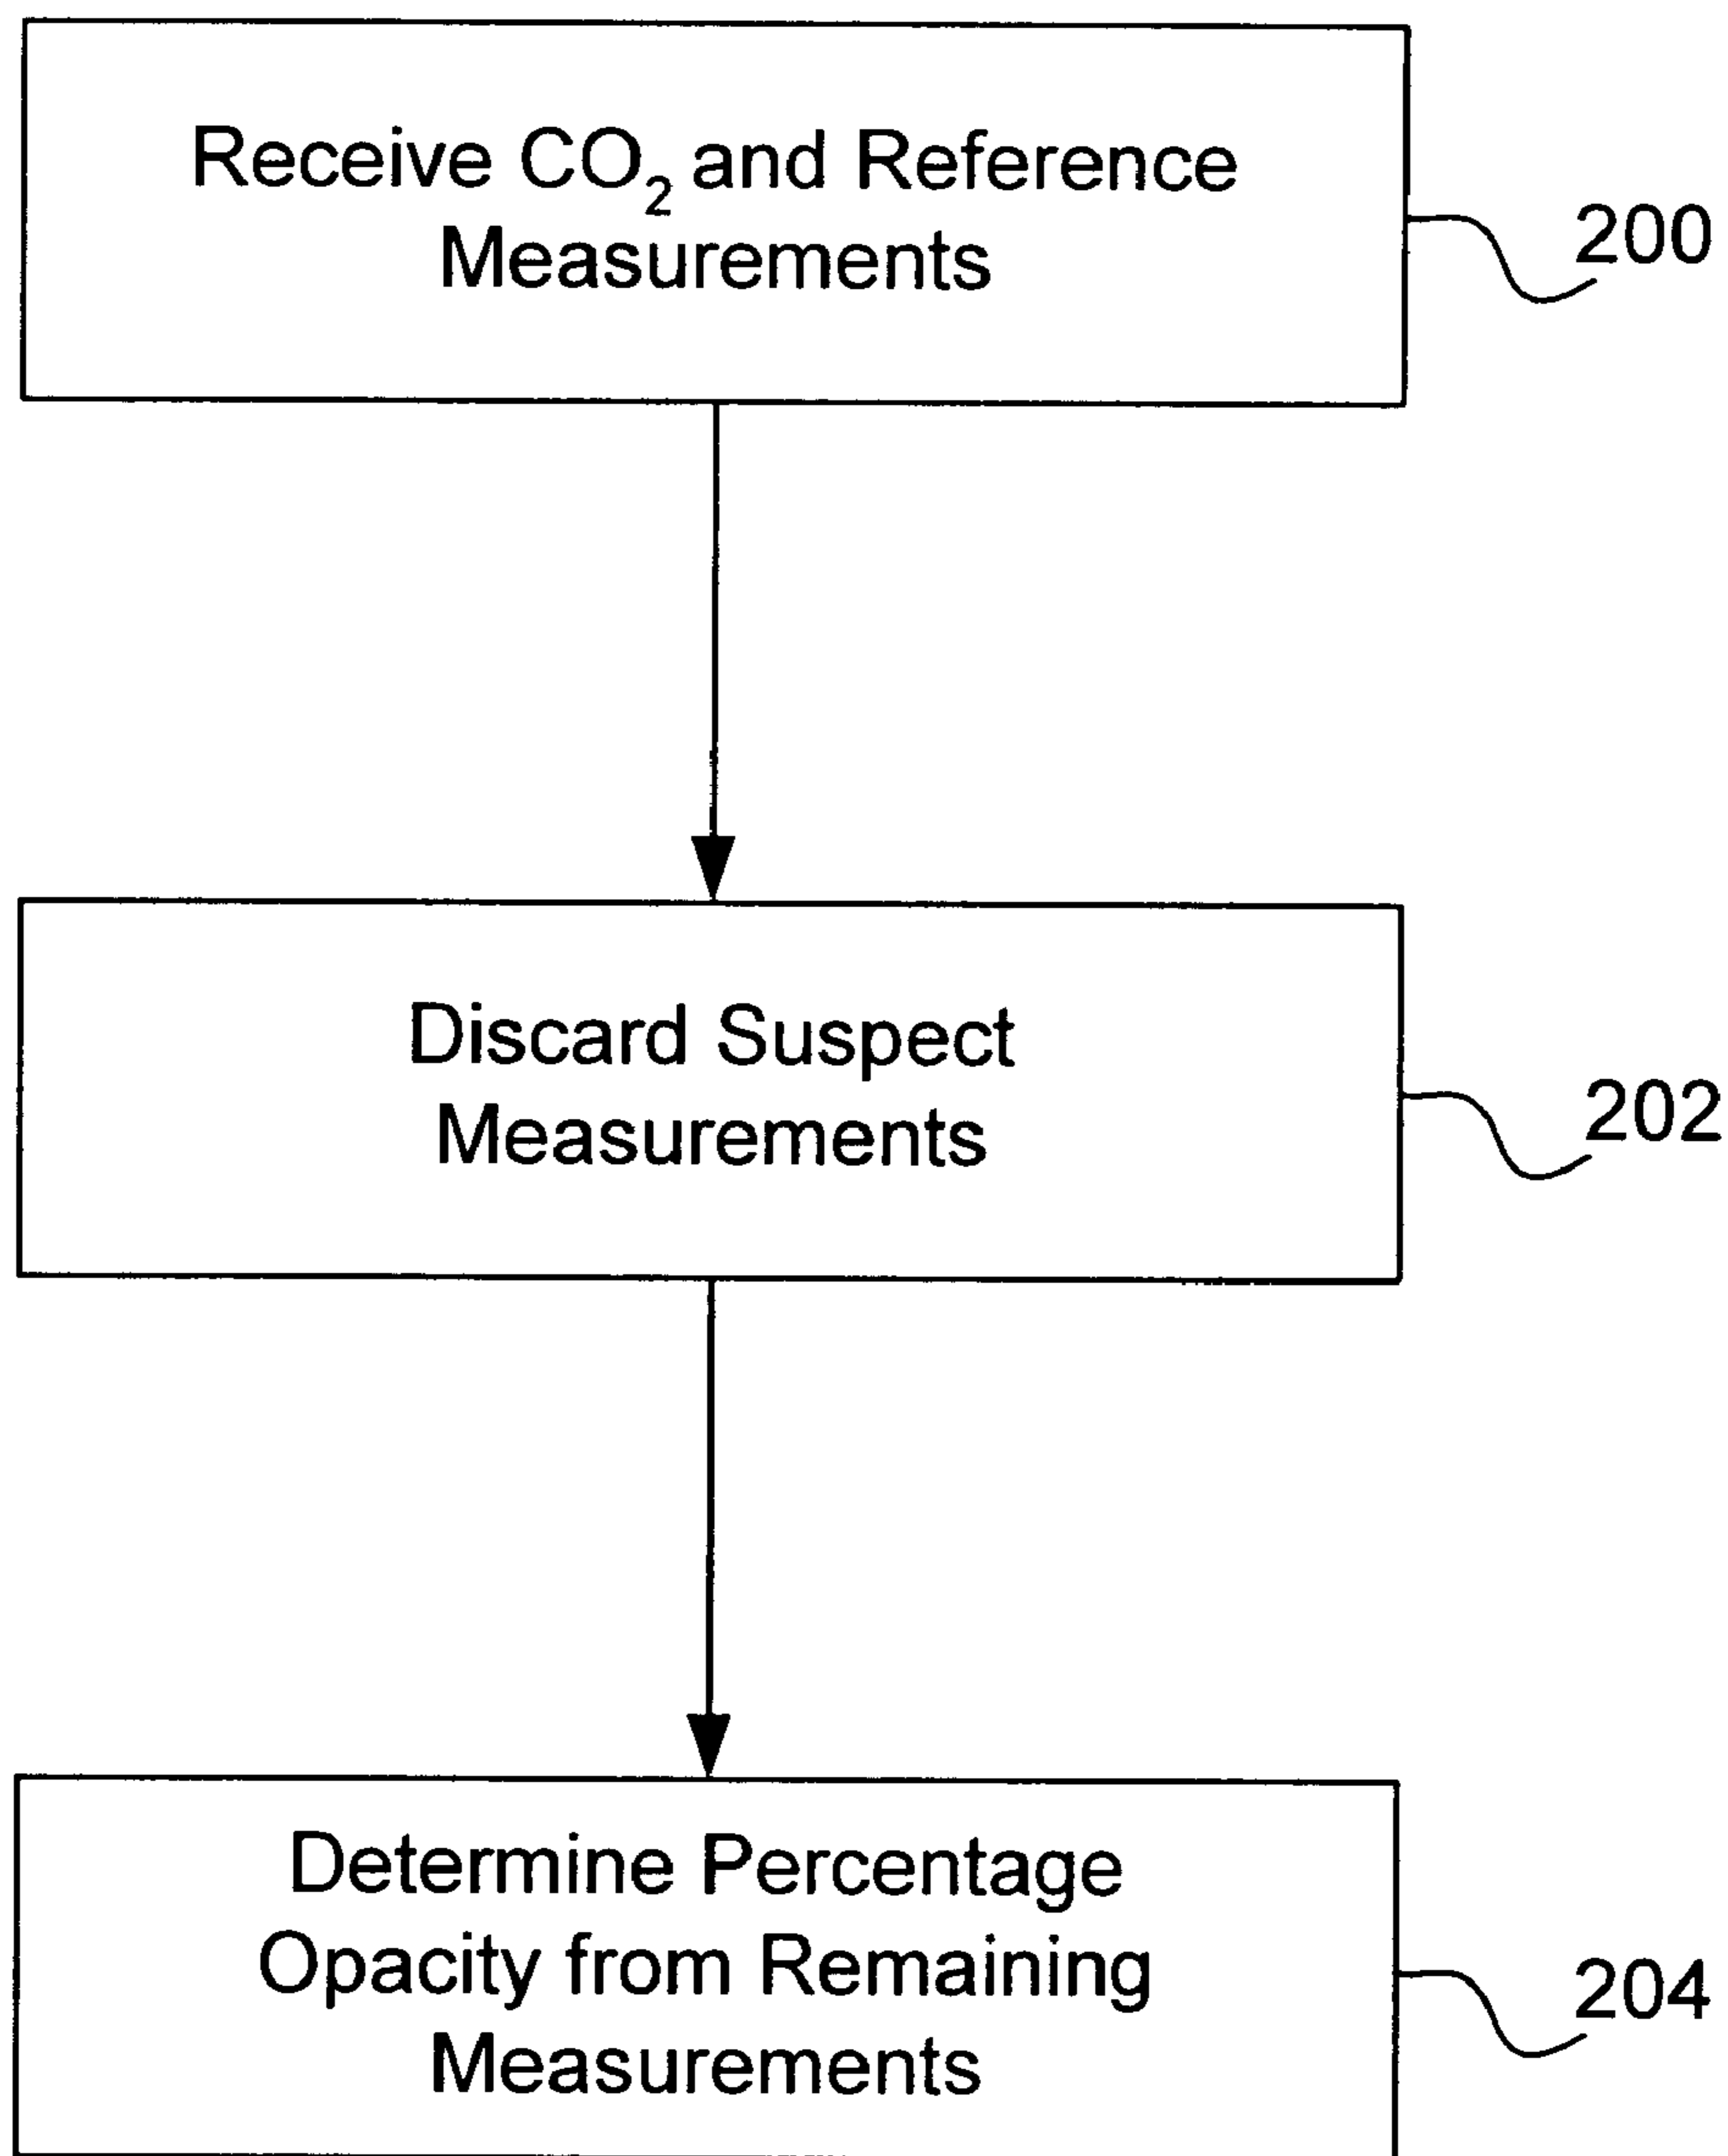 Receive CO₂ and Reference
Measurements
200
Discard Suspect
Measurements
202
Determine Percentage
Opacity from Remaining
Measurements
204